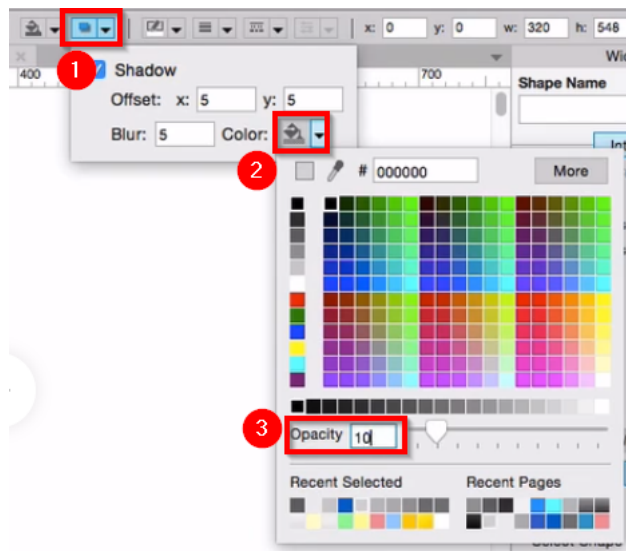 x: 0 y: 0 w: 320 h: 548
1
Shadow
400
700
Offset: x: 5 y: 5
Blur: 5 Color:
Shape Name
2
# 000000 More
3
Opacity 10
Recent Selected Recent Pages